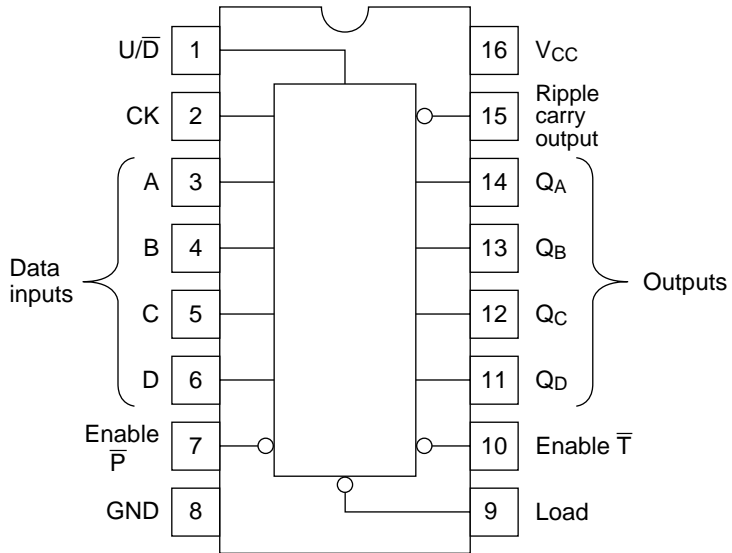 U/D̅ 1
16 VCC
CK 2
15 Ripple
carry
output
A 3
14 QA
B 4
13 QB
Data
inputs
Outputs
C 5
12 QC
D 6
11 QD
Enable
P̅ 7
10 Enable T̅
GND 8
9 Load